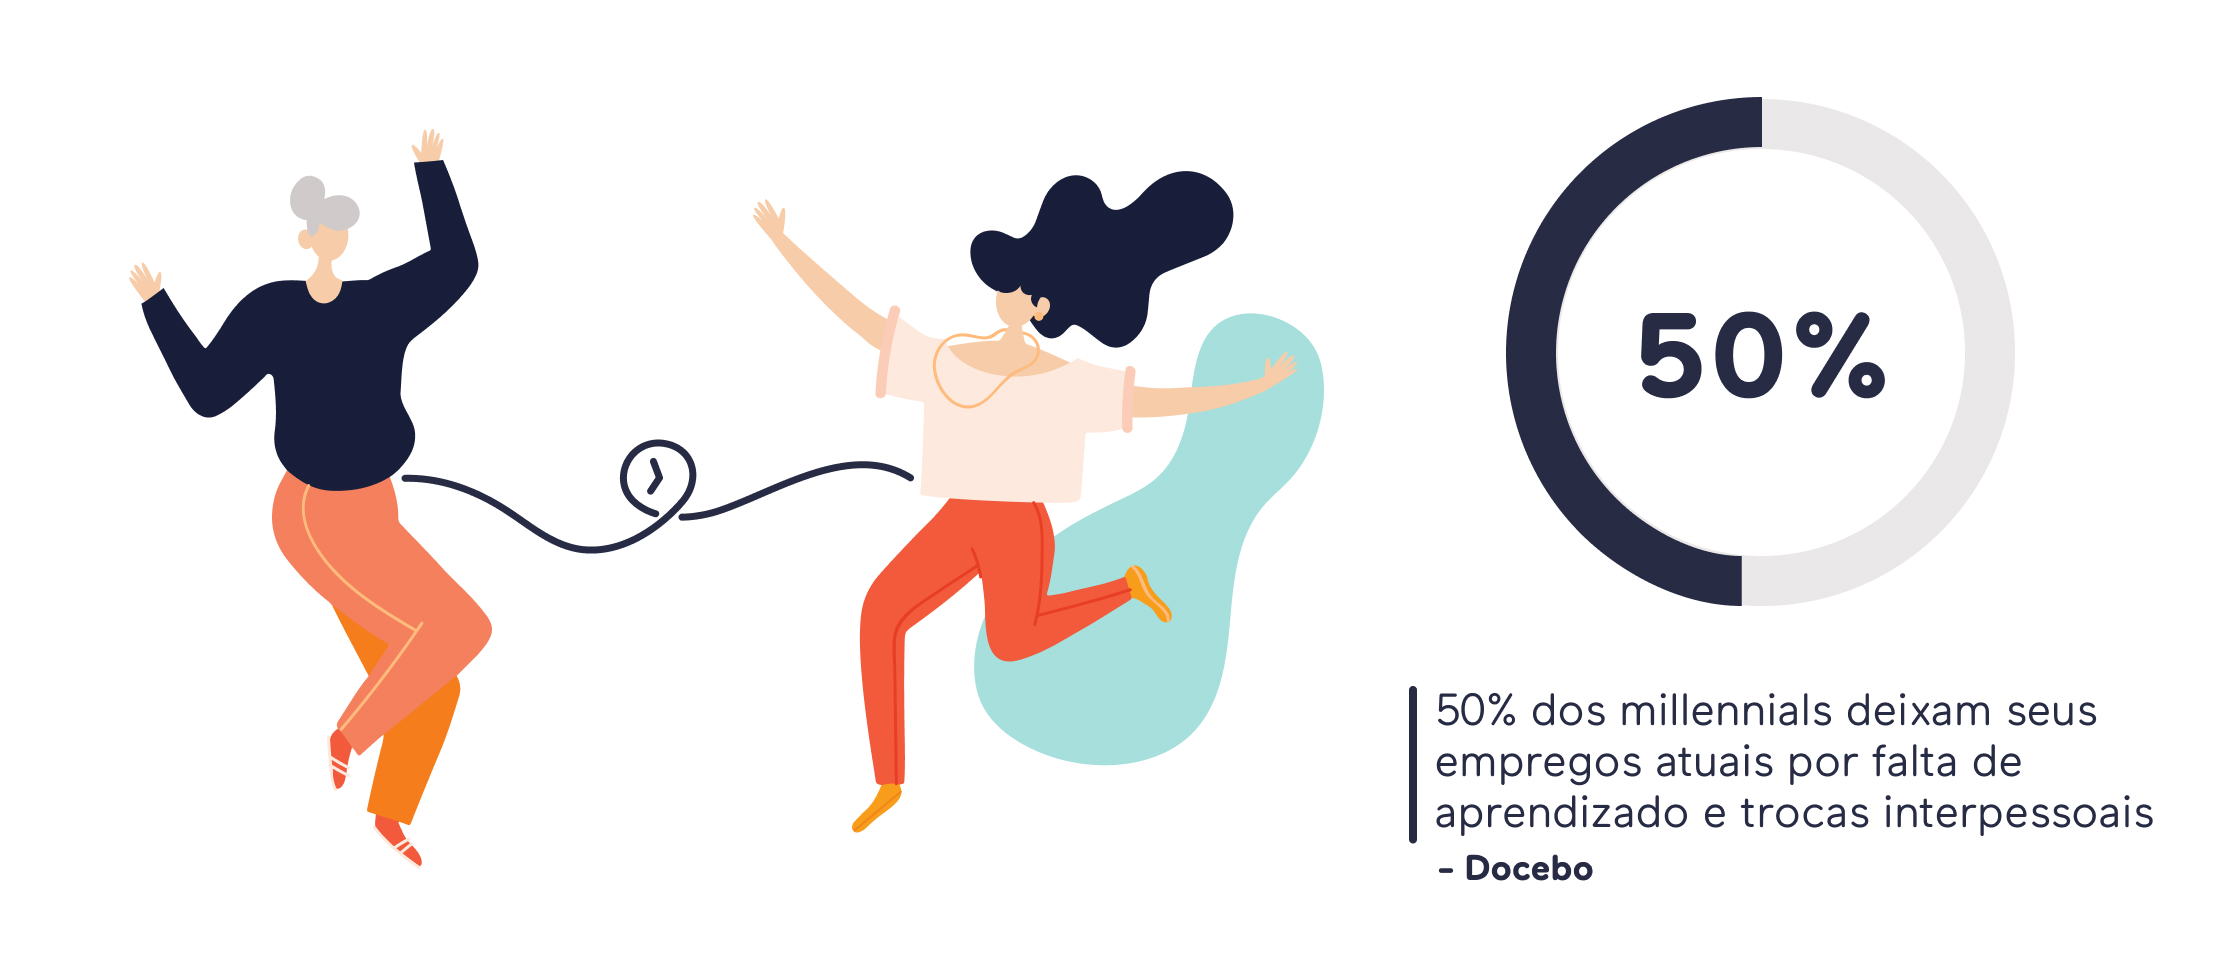 50%
50% dos millennials deixam seus
empregos atuais por falta de
aprendizado e trocas interpessoais
- Docebo